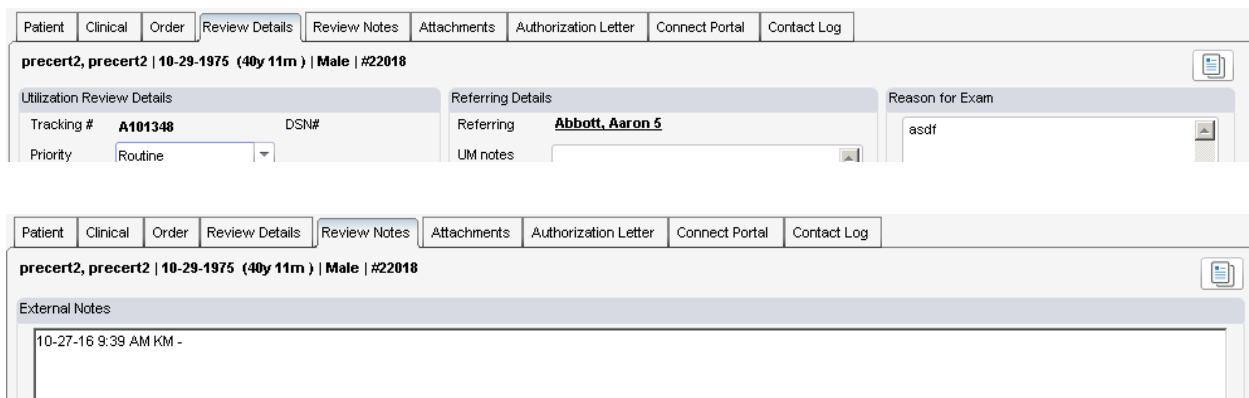 Patient Clinical Order Review Details Review Notes Attachments Authorization Letter Connect Portal Contact Log
precert2, precert2 | 10-29-1975 (40y 11m ) | Male | #22018
Utilization Review Details Referring Details Reason for Exam
Tracking # A101348 DSN# Referring Abbott, Aaron 5 asdf
Priority Routine UM notes
Patient Clinical Order Review Details Review Notes Attachments Authorization Letter Connect Portal Contact Log
precert2, precert2 | 10-29-1975 (40y 11m ) | Male | #22018
External Notes
10-27-16 9:39 AM KM -